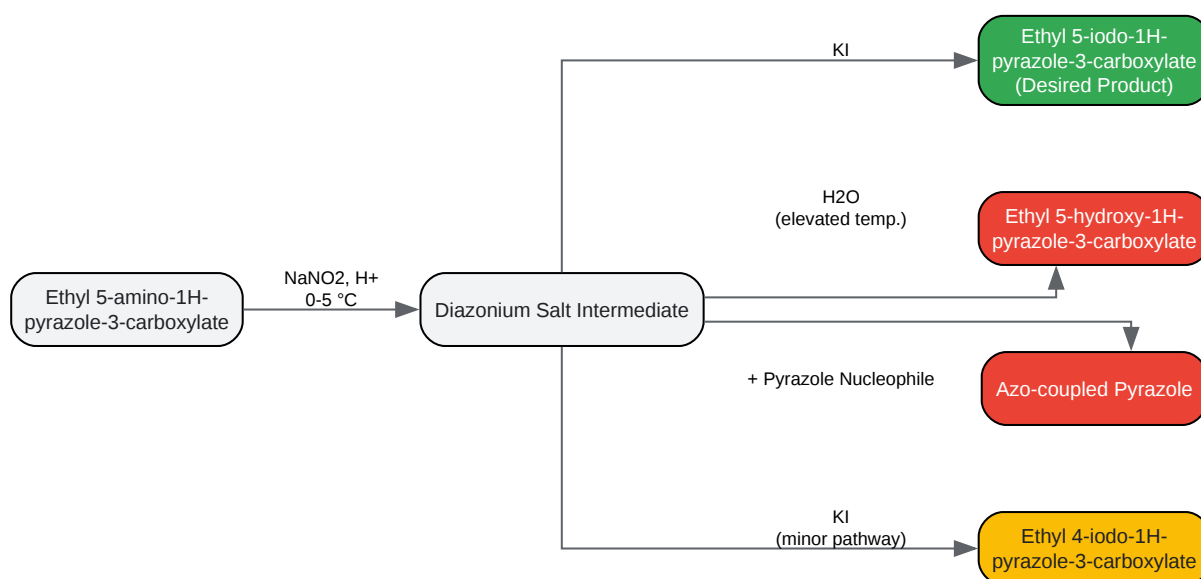 KI
Ethyl 5-iodo-1H-
pyrazole-3-carboxylate
(Desired Product)
H2O
(elevated temp.)
Ethyl 5-hydroxy-1H-
pyrazole-3-carboxylate
Ethyl 5-amino-1H-
pyrazole-3-carboxylate
NaNO2, H+
0-5 °C
Diazonium Salt Intermediate
+ Pyrazole Nucleophile
Azo-coupled Pyrazole
KI
(minor pathway)
Ethyl 4-iodo-1H-
pyrazole-3-carboxylate